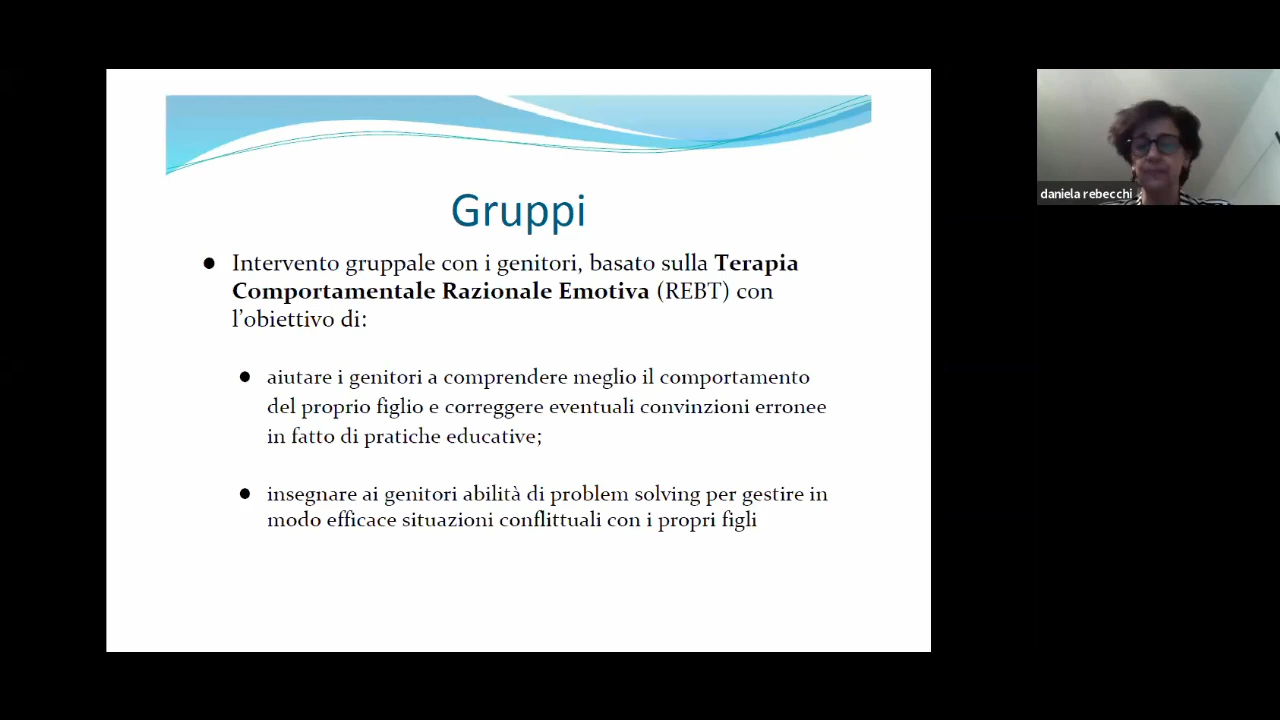 Gruppi
● Intervento gruppale con i genitori, basato sulla Terapia
Comportamentale Razionale Emotiva (REBT) con
l’obiettivo di:
● aiutare i genitori a comprendere meglio il comportamento
del proprio figlio e correggere eventuali convinzioni erronee
in fatto di pratiche educative;
● insegnare ai genitori abilità di problem solving per gestire in
modo efficace situazioni conflittuali con i propri figli
daniela rebecchi